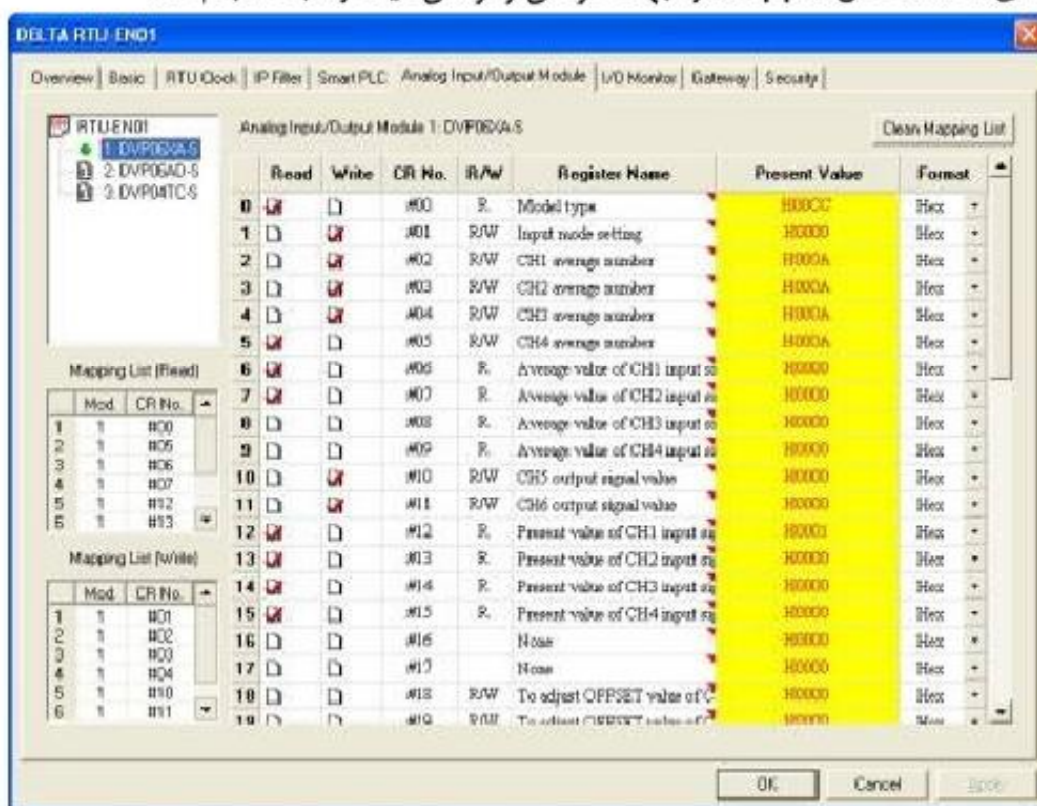 DELTA RTU-EN01
Overview Basic RTU Clock IP Filter Smart PLC Analog Input/Output Module I/O Monitor Gateway Security
RTU-EN01
1: DVP06XA-S
2: DVP06AD-S
3: DVP04TC-S
Analog Input/Output Module 1: DVP06XA-S
Clean Mapping List
Read Write CR No. R/W Register Name Present Value Format
0 #00 R. Model type H00CC Hex
1 #01 R/W Input mode setting H0000 Hex
2 #02 R/W CH1 average number H000A Hex
3 #03 R/W CH2 average number H000A Hex
4 #04 R/W CH3 average number H000A Hex
5 #05 R/W CH4 average number H000A Hex
6 #06 R. Average value of CH1 input H0000 Hex
7 #07 R. Average value of CH2 input H0000 Hex
8 #08 R. Average value of CH3 input H0000 Hex
9 #09 R. Average value of CH4 input H0000 Hex
10 #10 R/W CH5 output signal value H0000 Hex
11 #11 R/W CH6 output signal value H0000 Hex
12 #12 R. Present value of CH1 input H0001 Hex
13 #13 R. Present value of CH2 input H0000 Hex
14 #14 R. Present value of CH3 input H0000 Hex
15 #15 R. Present value of CH4 input H0000 Hex
16 #16 None H0000 Hex
17 #17 None H0000 Hex
18 #18 R/W To adjust OFFSET value of H0000 Hex
19 #19 R/W To adjust OFFSET value of H0000 Hex
Mapping List (Read)
Mod. CR No.
1 1 #00
2 1 #05
3 1 #06
4 1 #07
5 1 #12
6 1 #13
Mapping List (Write)
Mod. CR No.
1 1 #01
2 1 #02
3 1 #03
4 1 #04
5 1 #10
6 1 #11
OK Cancel Apply